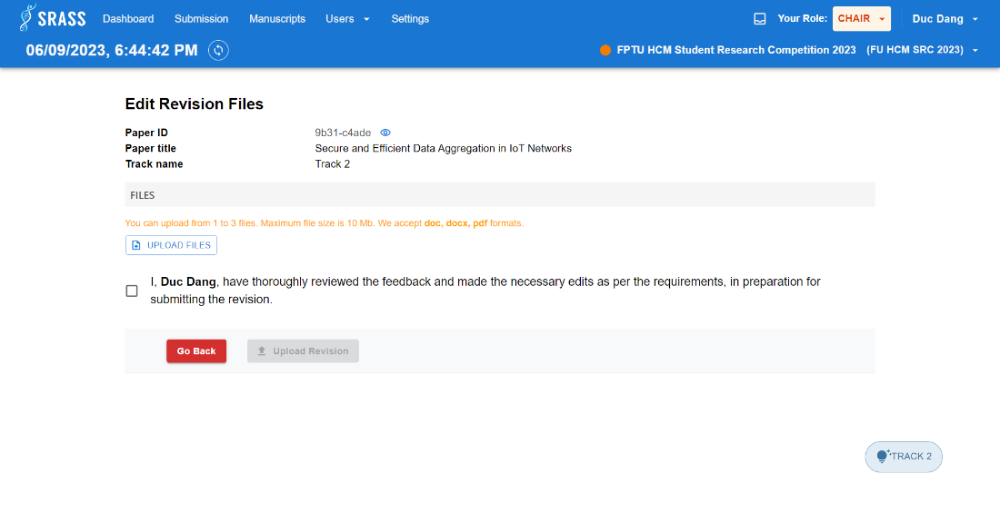 SRASS Dashboard Submission Manuscripts Users Settings Your Role: CHAIR Duc Dang
06/09/2023, 6:44:42 PM FPTU HCM Student Research Competition 2023 (FU HCM SRC 2023)
Edit Revision Files
Paper ID 9b31-c4ade
Paper title Secure and Efficient Data Aggregation in IoT Networks
Track name Track 2
FILES
You can upload from 1 to 3 files. Maximum file size is 10 Mb. We accept doc, docx, pdf formats.
UPLOAD FILES
I, Duc Dang, have thoroughly reviewed the feedback and made the necessary edits as per the requirements, in preparation for
submitting the revision.
Go Back Upload Revision
TRACK 2